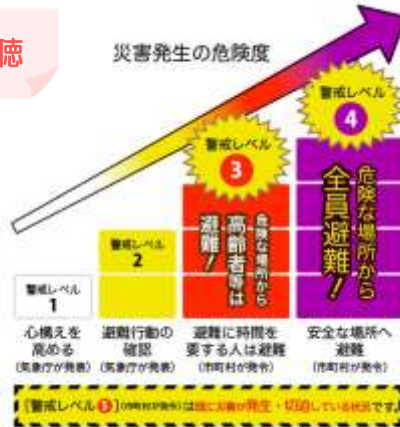 聴
災害発生の危険度
警戒レベル
4
危険な場所から
全員避難！
警戒レベル
3
危険な場所から
高齢者等は
避難！
警戒レベル
2
警戒レベル
1
心構えを
高める
(気象庁が発表)
避難行動の
確認
(気象庁が発表)
避難に時間を
要する人は避難
(市町村が発令)
安全な場所へ
避難
(市町村が発令)
【警戒レベル5】(市町村が発令)は既に災害が発生・切迫している状況です。